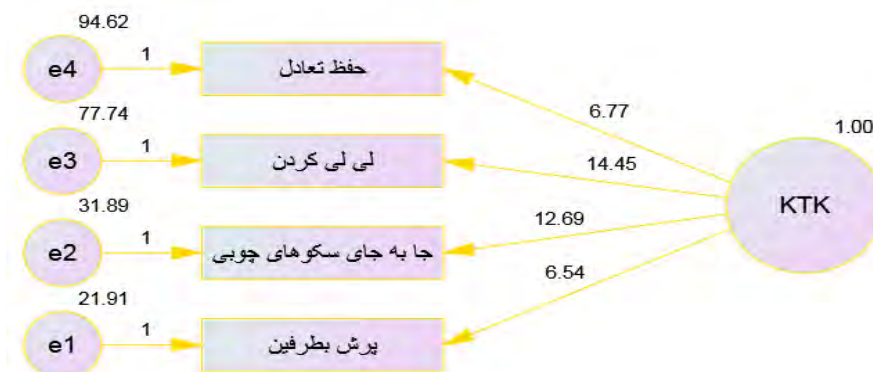 94.62
e4
1
حفظ تعادل
6.77
77.74
e3
1
لی لی کردن
14.45
1.00
KTK
31.89
e2
1
جا به جای سکوهای چوبی
12.69
21.91
e1
1
پرش بطرفین
6.54